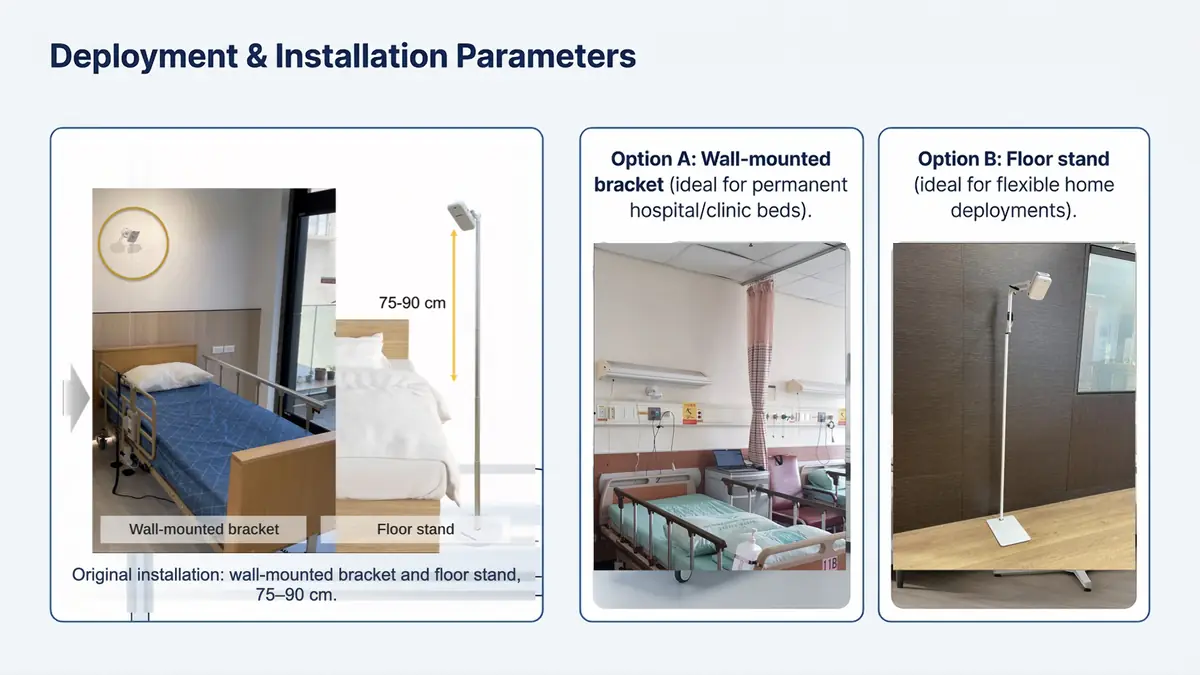 Deployment & Installation Parameters
75-90 cm
Wall-mounted bracket
Floor stand
Original installation: wall-mounted bracket and floor stand,
75–90 cm.
Option A: Wall-mounted
bracket (ideal for permanent
hospital/clinic beds).
11B
Option B: Floor stand
(ideal for flexible home
deployments).